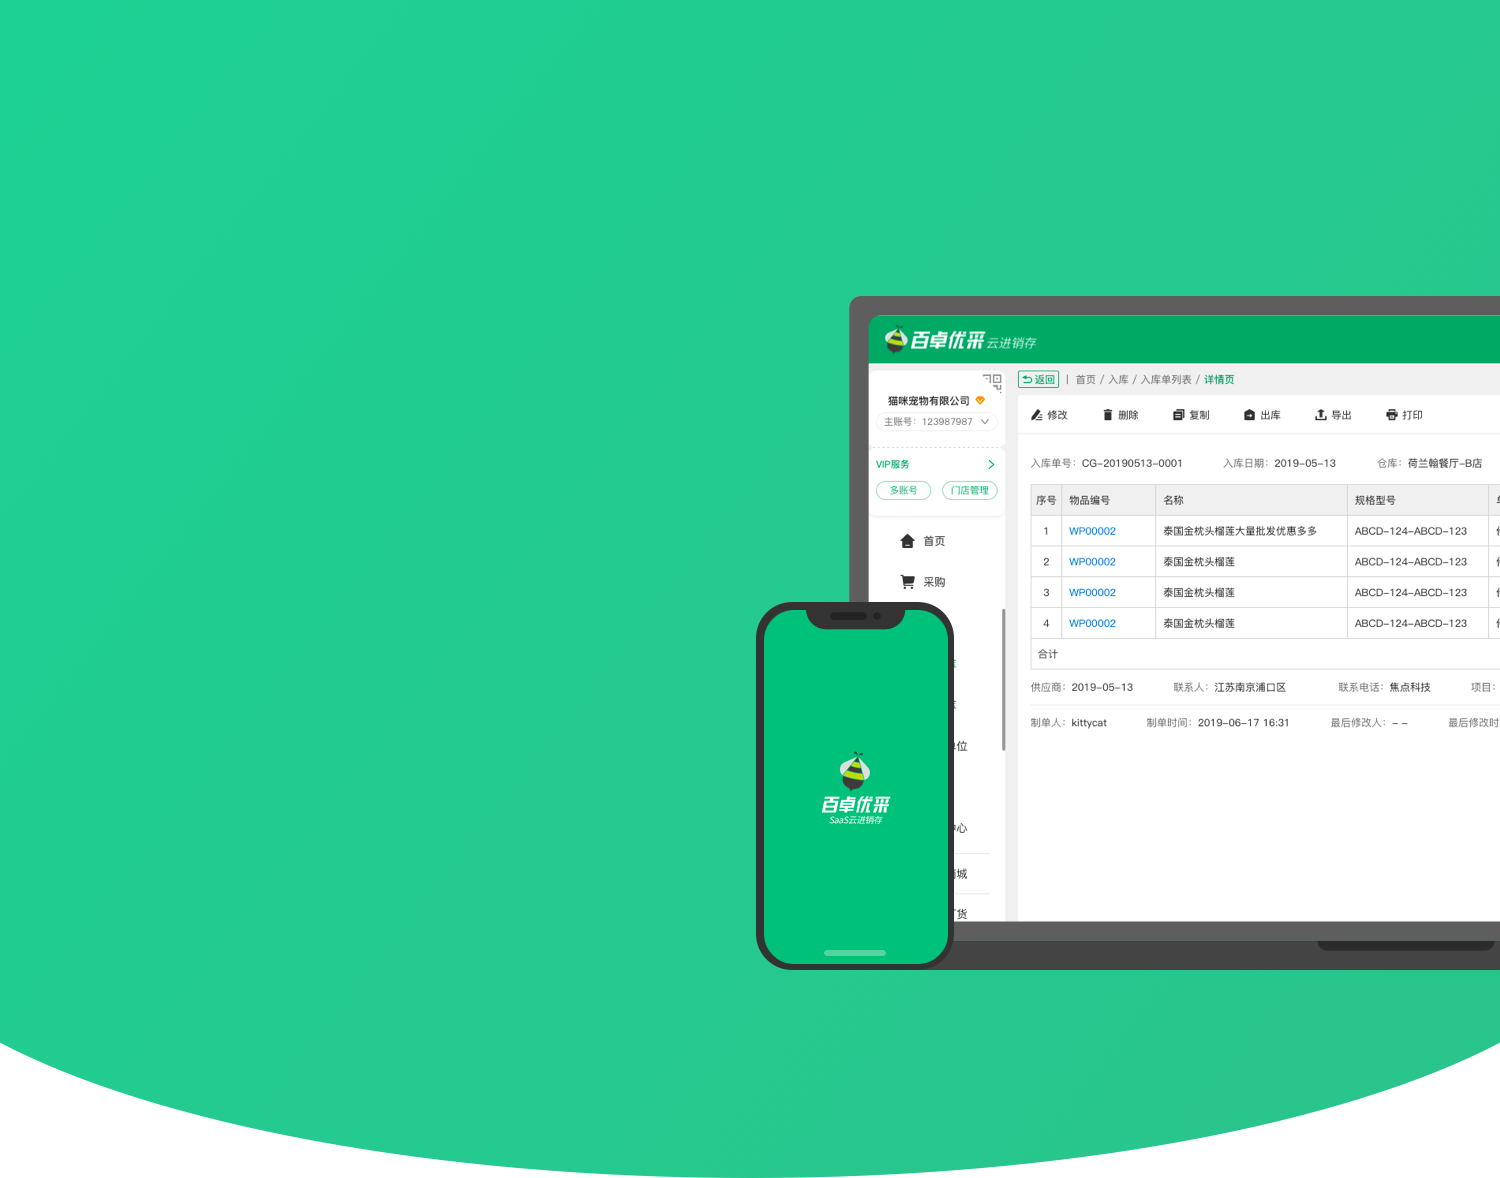 百卓优采 云进销存
返回 | 首页 / 入库 / 入库单列表 / 详情页
猫咪宠物有限公司
主账号：123987987
VIP服务
多账号 门店管理
首页
采购
单位
中心
商城
订货
修改 删除 复制 出库 导出 打印
入库单号：CG-20190513-0001 入库日期：2019-05-13 仓库：荷兰翰餐厅-B店
序号 物品编号 名称 规格型号
1 WP00002 泰国金枕头榴莲大量批发优惠多多 ABCD-124-ABCD-123
2 WP00002 泰国金枕头榴莲 ABCD-124-ABCD-123
3 WP00002 泰国金枕头榴莲 ABCD-124-ABCD-123
4 WP00002 泰国金枕头榴莲 ABCD-124-ABCD-123
合计
供应商：2019-05-13 联系人：江苏南京浦口区 联系电话：焦点科技 项目：
制单人：kittycat 制单时间：2019-06-17 16:31 最后修改人：- - 最后修改时
百卓优采
SaaS云进销存